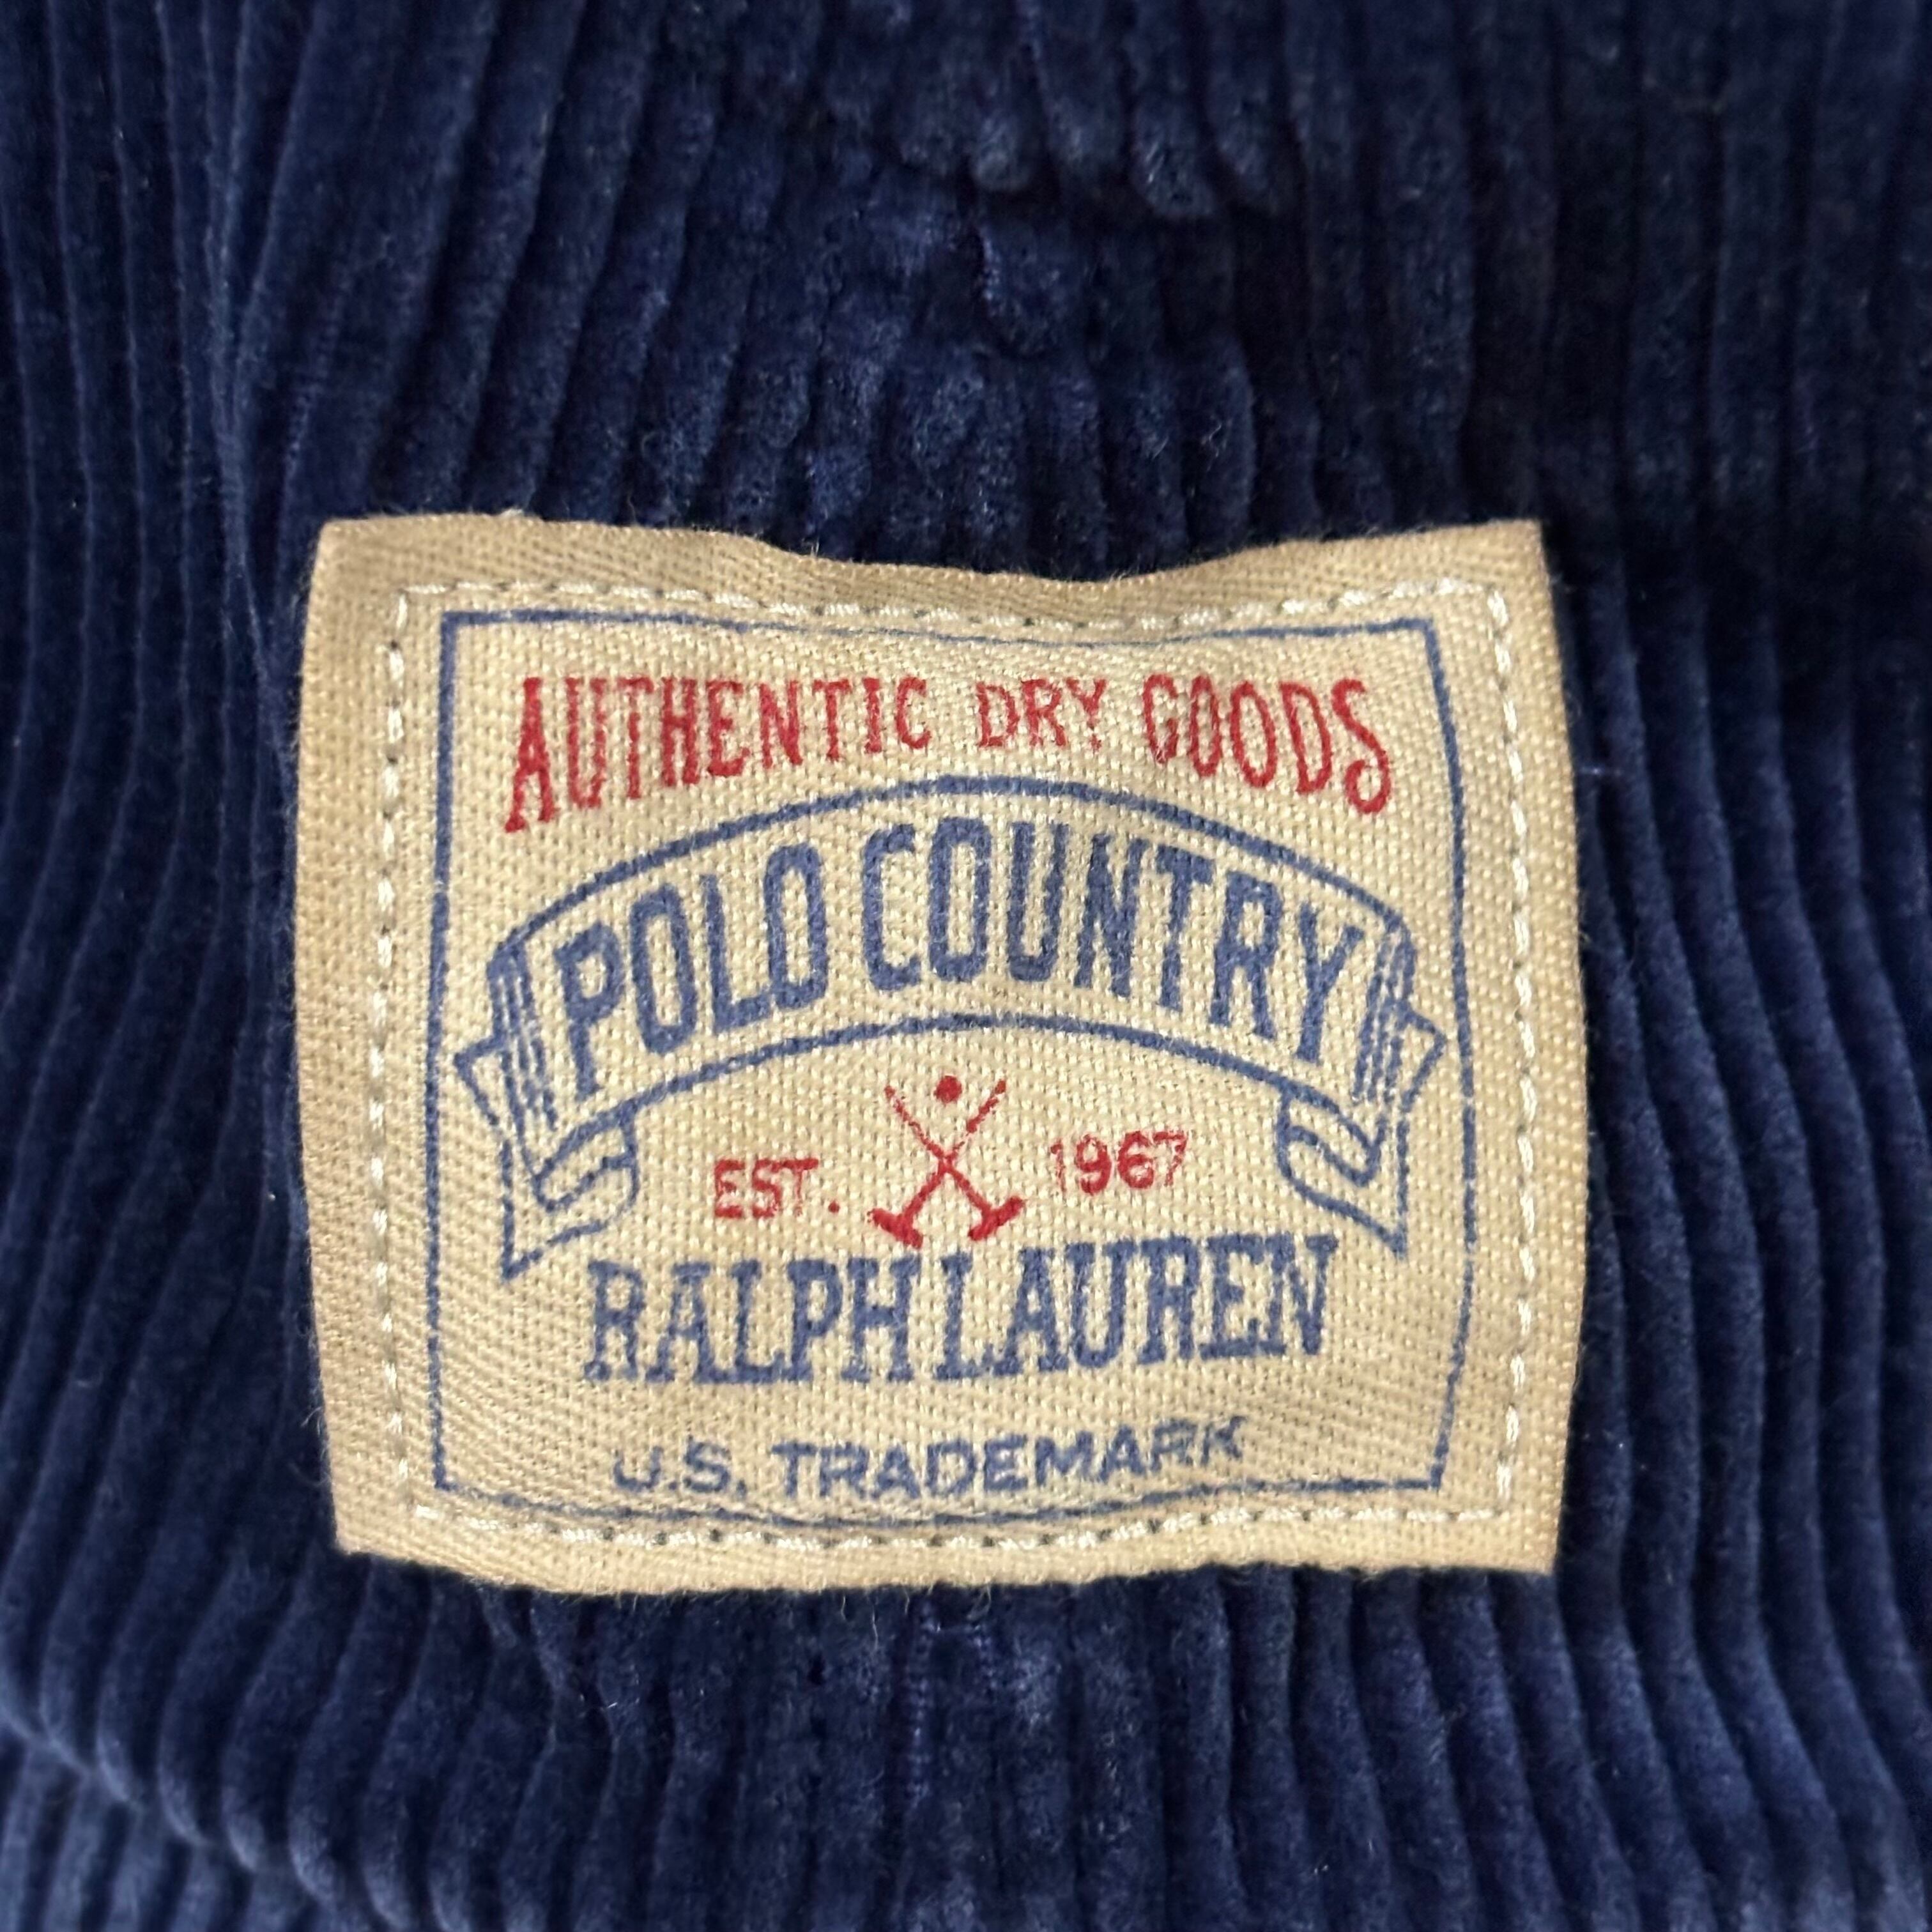 AUTHENTIC DRY GOODS
POLO COUNTRY
EST. 1967
RALPH LAUREN
U.S. TRADEMARK